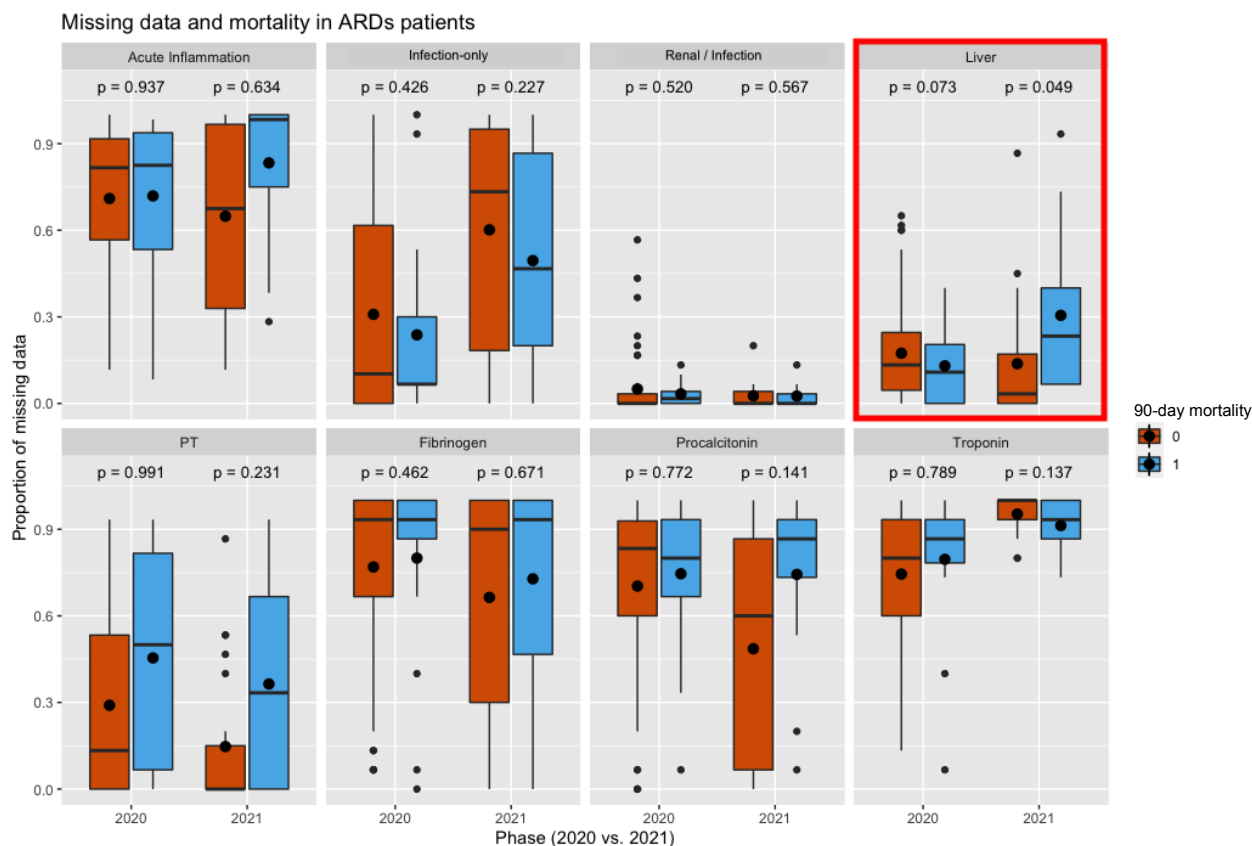 Missing data and mortality in ARDs patients
Acute Inflammation
Infection-only
Renal / Infection
Liver
p = 0.937 p = 0.634
p = 0.426 p = 0.227
p = 0.520 p = 0.567
p = 0.073 p = 0.049
0.9
0.6
0.3
0.0
PT
Fibrinogen
Procalcitonin
Troponin
p = 0.991 p = 0.231
p = 0.462 p = 0.671
p = 0.772 p = 0.141
p = 0.789 p = 0.137
0.9
0.6
0.3
0.0
2020 2021
2020 2021
2020 2021
2020 2021
Proportion of missing data
Phase (2020 vs. 2021)
90-day mortality
0
1